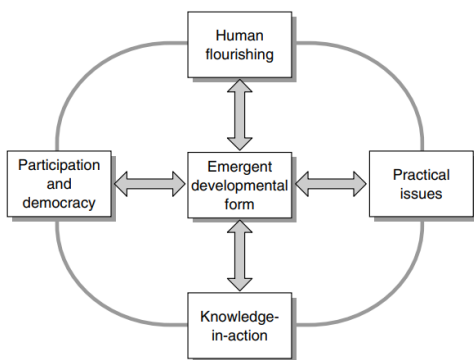 Human
flourishing
Participation
and
democracy
Emergent
developmental
form
Practical
issues
Knowledge-
in-action